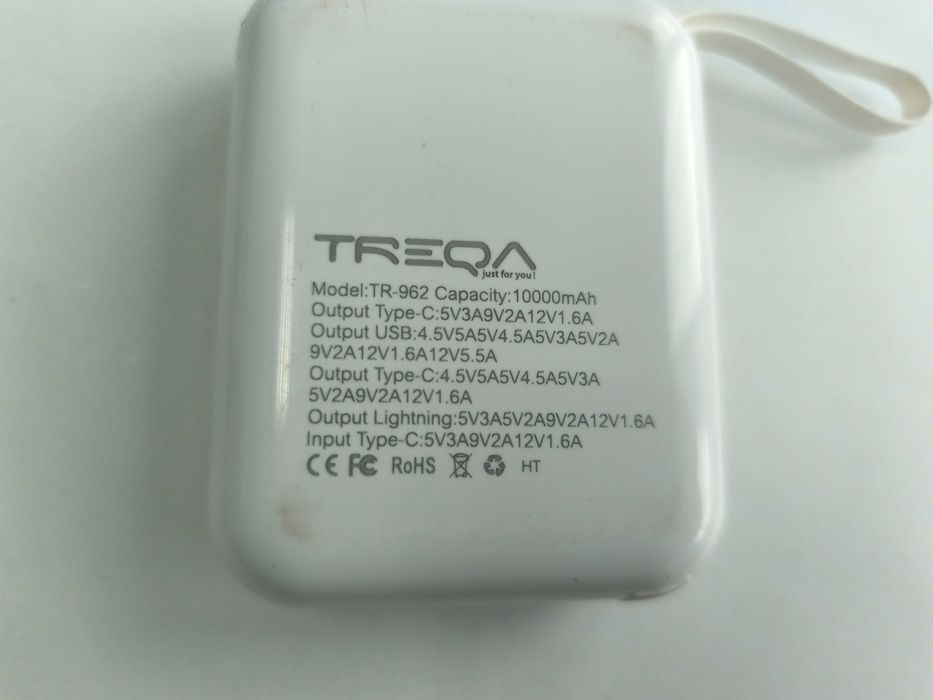 TREQA
just for you!
Model:TR-962 Capacity:10000mAh
Output Type-C:5V3A9V2A12V1.6A
Output USB:4.5V5A5V4.5A5V3A5V2A
9V2A12V1.6A12V5.5A
Output Type-C:4.5V5A5V4.5A5V3A
5V2A9V2A12V1.6A
Output Lightning:5V3A5V2A9V2A12V1.6A
Input Type-C:5V3A9V2A12V1.6A
CE FC RoHS HT